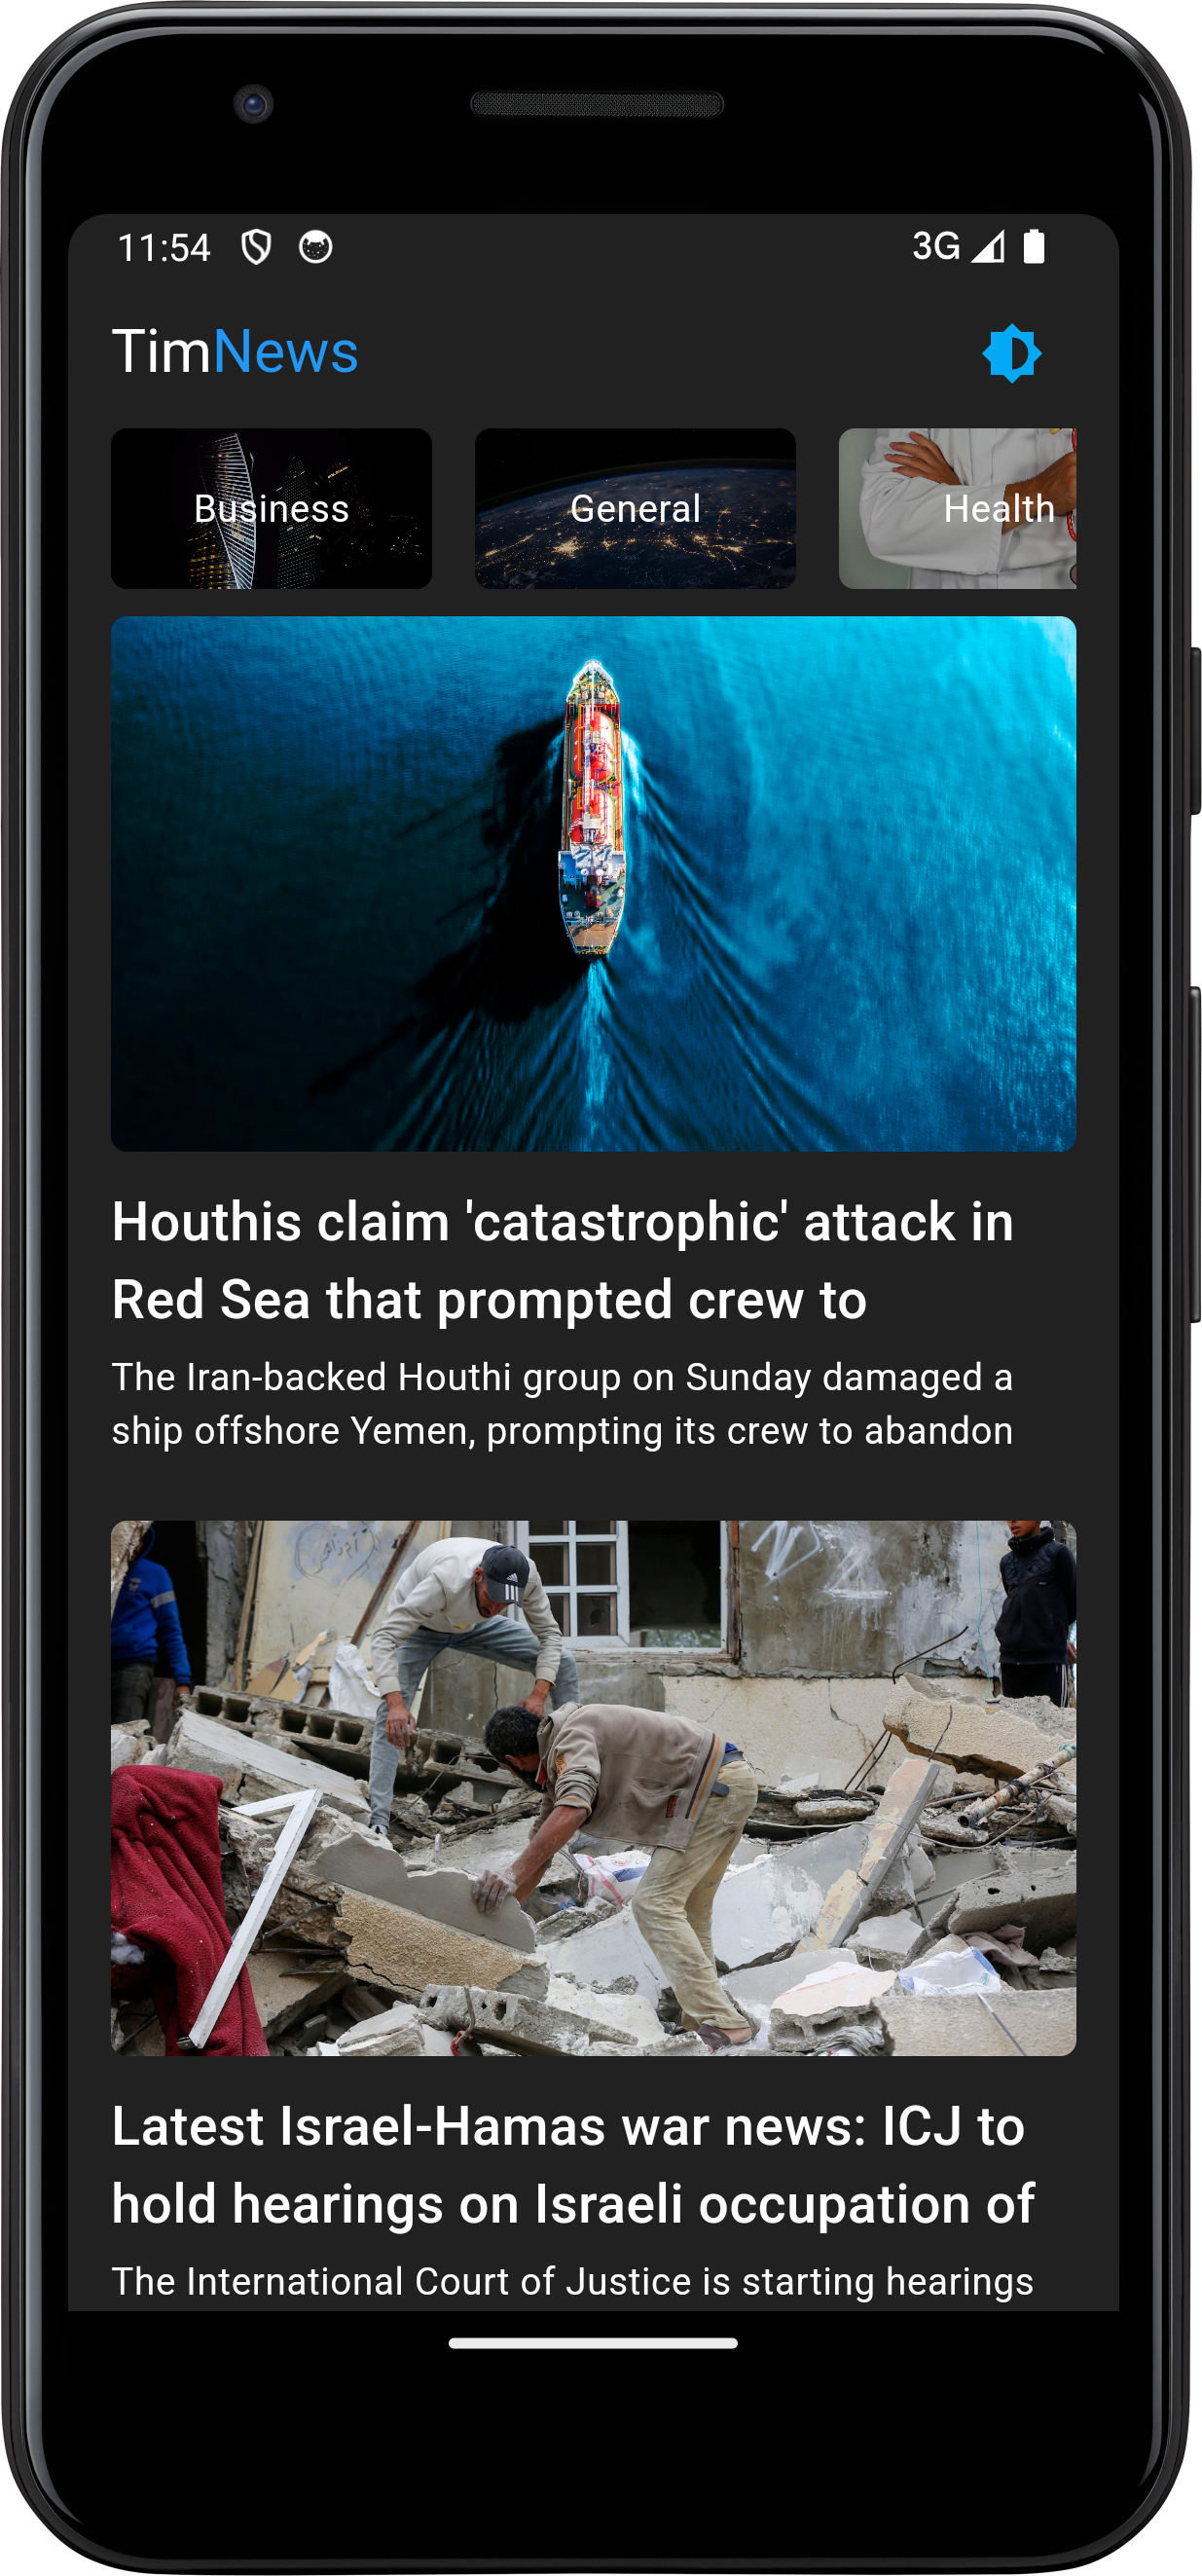 11:54
3G
TimNews
Business
General
Health
Houthis claim 'catastrophic' attack in
Red Sea that prompted crew to
The Iran-backed Houthi group on Sunday damaged a
ship offshore Yemen, prompting its crew to abandon
Latest Israel-Hamas war news: ICJ to
hold hearings on Israeli occupation of
The International Court of Justice is starting hearings